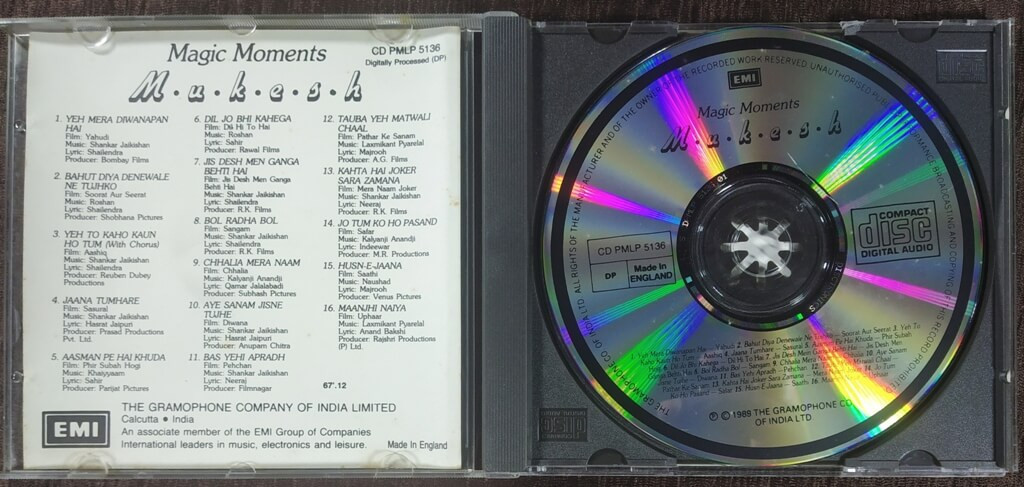 Magic Moments
M.u.k.e.s.h
CD PMLP 5136
Digitally Processed (DP)
1. YEH MERA DIWANAPAN
HAI
Film: Yahudi
Music: Shankar Jaikishan
Lyric: Shailendra
Producer: Bombay Films
2. BAHUT DIYA DENEWALE
NE TUJHKO
Film: Soorat Aur Seerat
Music: Roshan
Lyric: Shailendra
Producer: Shobhana Pictures
3. YEH TO KAHO KAUN
HO TUM (With Chorus)
Film: Aashiq
Music: Shankar Jaikishan
Lyric: Shailendra
Producer: Reuben Dubey
Productions
4. JAANA TUMHARE
Film: Sasural
Music: Shankar Jaikishan
Lyric: Hasrat Jaipuri
Producer: Prasad Productions
Pvt. Ltd.
5. AASMAN PE HAI KHUDA
Film: Phir Subah Hogi
Music: Khaiyyaam
Lyric: Sahir
Producer: Parijat Pictures
6. DIL JO BHI KAHEGA
Film: Dil Hi To Hai
Music: Roshan
Lyric: Sahir
Producer: Rawal Films
7. JIS DESH MEN GANGA
BEHTI HAI
Film: Jis Desh Men Ganga
Behti Hai
Music: Shankar Jaikishan
Lyric: Shailendra
Producer: R.K. Films
8. BOL RADHA BOL
Film: Sangam
Music: Shankar Jaikishan
Lyric: Shailendra
Producer: R.K. Films
9. CHHALIA MERA NAAM
Film: Chhalia
Music: Kalyanji Anandji
Lyric: Qamar Jalalabadi
Producer: Subhash Pictures
10. AYE SANAM JISNE
TUJHE
Film: Diwana
Music: Shankar Jaikishan
Lyric: Hasrat Jaipuri
Producer: Anupam Chitra
11. BAS YEHI APRADH
Film: Pehchan
Music: Shankar Jaikishan
Lyric: Neeraj
Producer: Filmnagar
12. TAUBA YEH MATWALI
CHAAL
Film: Pathar Ke Sanam
Music: Laxmikant Pyarelal
Lyric: Majrooh
Producer: A.G. Films
13. KAHTA HAI JOKER
SARA ZAMANA
Film: Mera Naam Joker
Music: Shankar Jaikishan
Lyric: Neeraj
Producer: R.K. Films
14. JO TUM KO HO PASAND
Film: Safar
Music: Kalyanji Anandji
Lyric: Indeewar
Producer: M.R. Productions
15. HUSN-E-JAANA
Film: Saathi
Music: Naushad
Lyric: Majrooh
Producer: Venus Pictures
16. MAANJHI NAIYA
Film: Uphaar
Music: Laxmikant Pyarelal
Lyric: Anand Bakshi
Producer: Rajshri Productions
(P) Ltd.
67'.12
EMI
THE GRAMOPHONE COMPANY OF INDIA LIMITED
Calcutta • India
An associate member of the EMI Group of Companies
International leaders in music, electronics and leisure.
Made in England
EMI
Magic Moments
M.u.k.e.s.h
CD PMLP 5136
DP
Made in
ENGLAND
COMPACT
disc
DIGITAL AUDIO
℗ © 1989 THE GRAMOPHONE CO
OF INDIA LTD